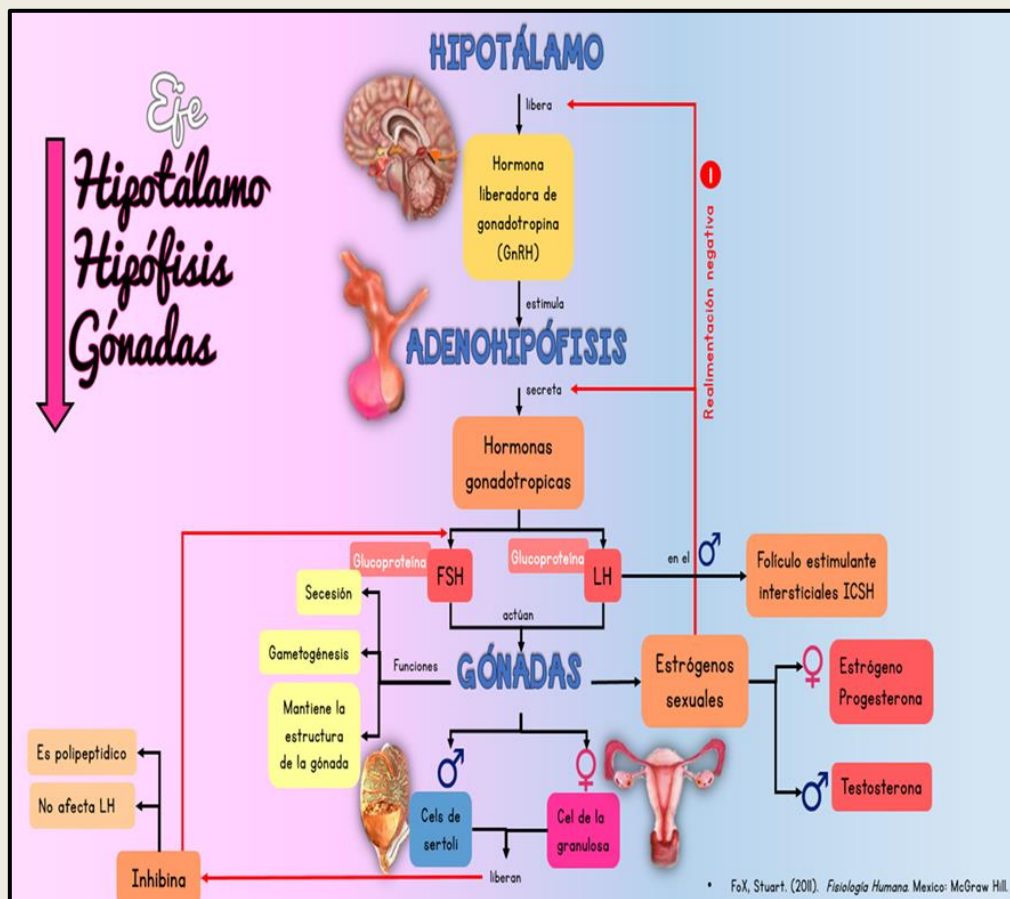 Eje
Hipotálamo
Hipófisis
Gónadas
HIPOTÁLAMO
libera
Hormona
liberadora de
gonadotropina
(GnRH)
estimula
ADENOHIPÓFISIS
secreta
Realimentación negativa
Hormonas
gonadotropicas
Glucoproteína
FSH
Glucoproteína
LH
en el
Folículo estimulante
intersticiales ICSH
actúan
GÓNADAS
Funciones
Secesión
Gametogénesis
Mantiene la
estructura
de la gónada
Estrógenos
sexuales
Estrógeno
Progesterona
Testosterona
Cels de
sertoli
Cel de la
granulosa
liberan
Inhibina
Es polipeptídico
No afecta LH
• FoX, Stuart. (2011). Fisiología Humana. Mexico: McGraw Hill.